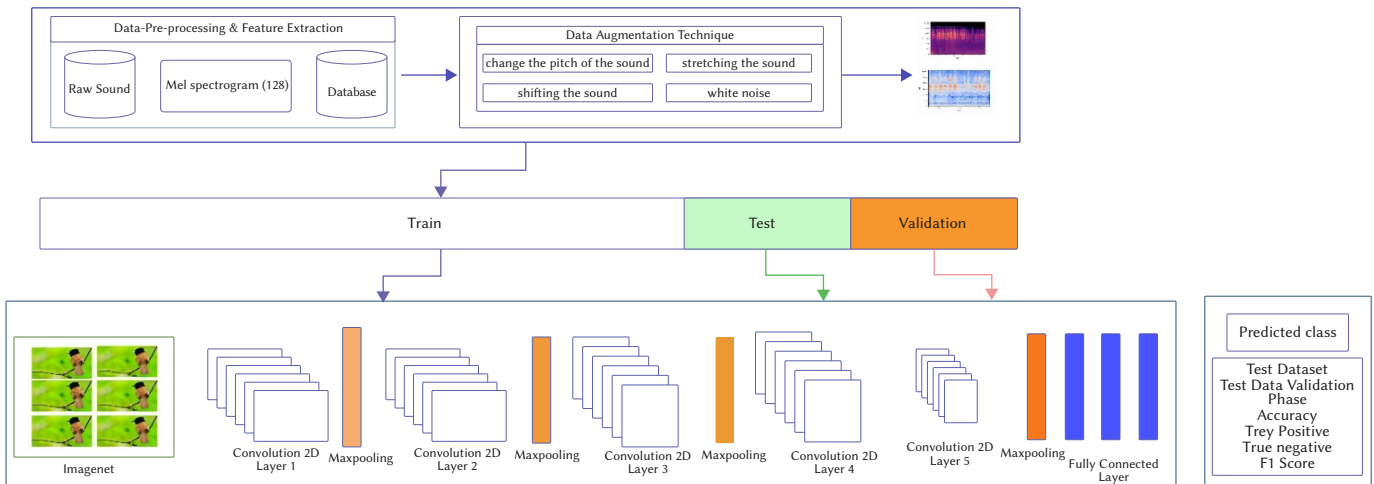 Data-Pre-processing & Feature Extraction
Raw Sound
Mel spectrogram (128)
Database
Data Augmentation Technique
change the pitch of the sound
stretching the sound
shifting the sound
white noise
Train
Test
Validation
Imagenet
Convolution 2D
Layer 1
Maxpooling
Convolution 2D
Layer 2
Maxpooling
Convolution 2D
Layer 3
Maxpooling
Convolution 2D
Layer 4
Convolution 2D
Layer 5
Maxpooling
Fully Connected
Layer
Predicted class
Test Dataset
Test Data Validation
Phase
Accuracy
Trey Positive
True negative
F1 Score